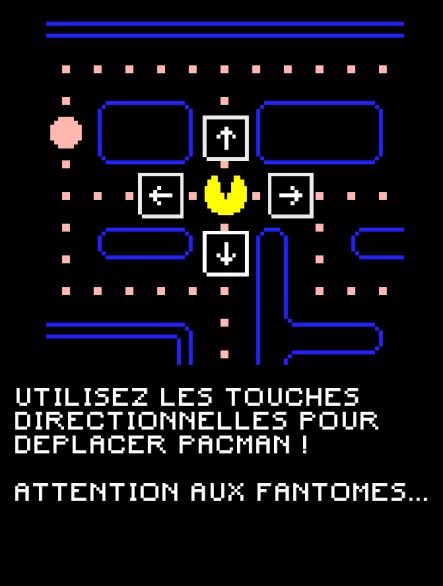 UTILISEZ LES TOUCHES
DIRECTIONNELLES POUR
DEPLACER PACMAN !
ATTENTION AUX FANTOMES...